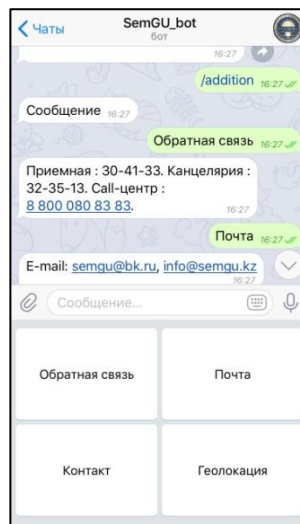 Чаты
SemGU_bot
бот
16:27
/addition 16:27
Сообщение 16:27
Обратная связь 16:27
Приемная : 30-41-33. Канцелярия :
32-35-13. Call-центр :
8 800 080 83 83. 16:27
Почта 16:27
E-mail: semgu@bk.ru, info@semgu.kz
16:27
Сообщение...
Обратная связь
Почта
Контакт
Геолокация